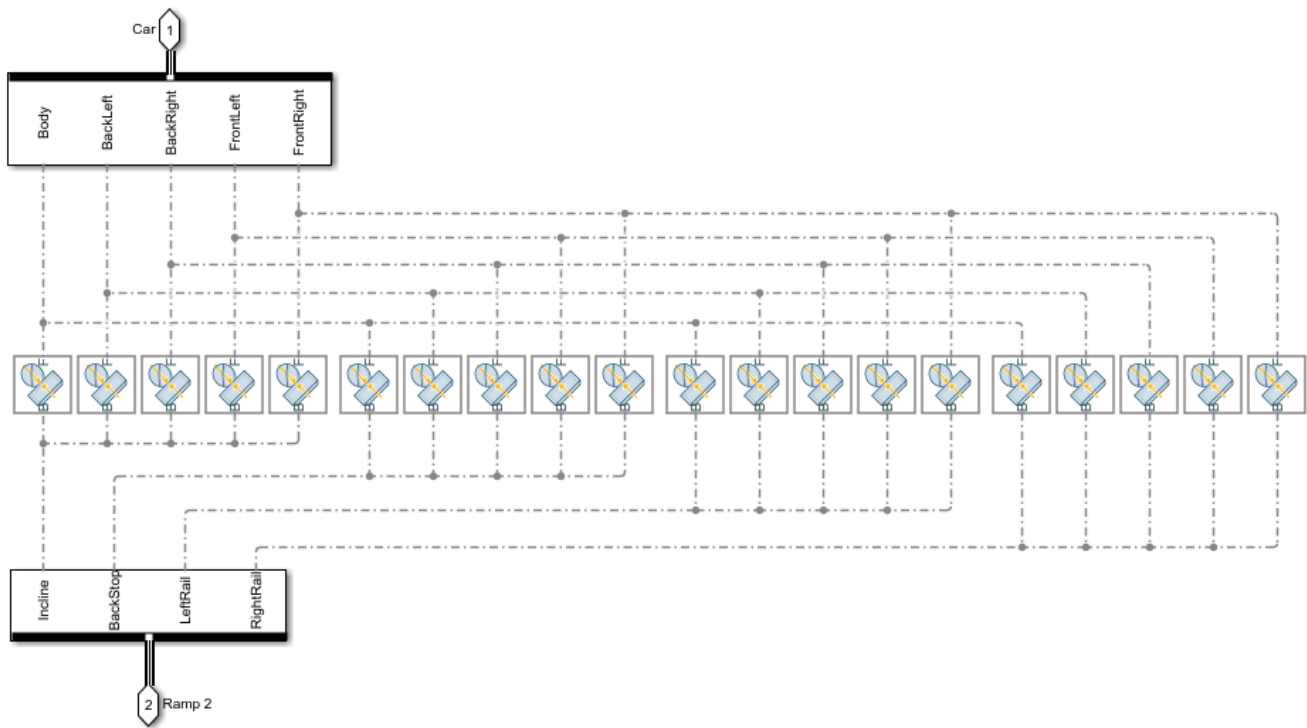 Car 1
Body
BackLeft
BackRight
FrontLeft
FrontRight
Incline
BackStop
LeftRail
RightRail
2 Ramp 2